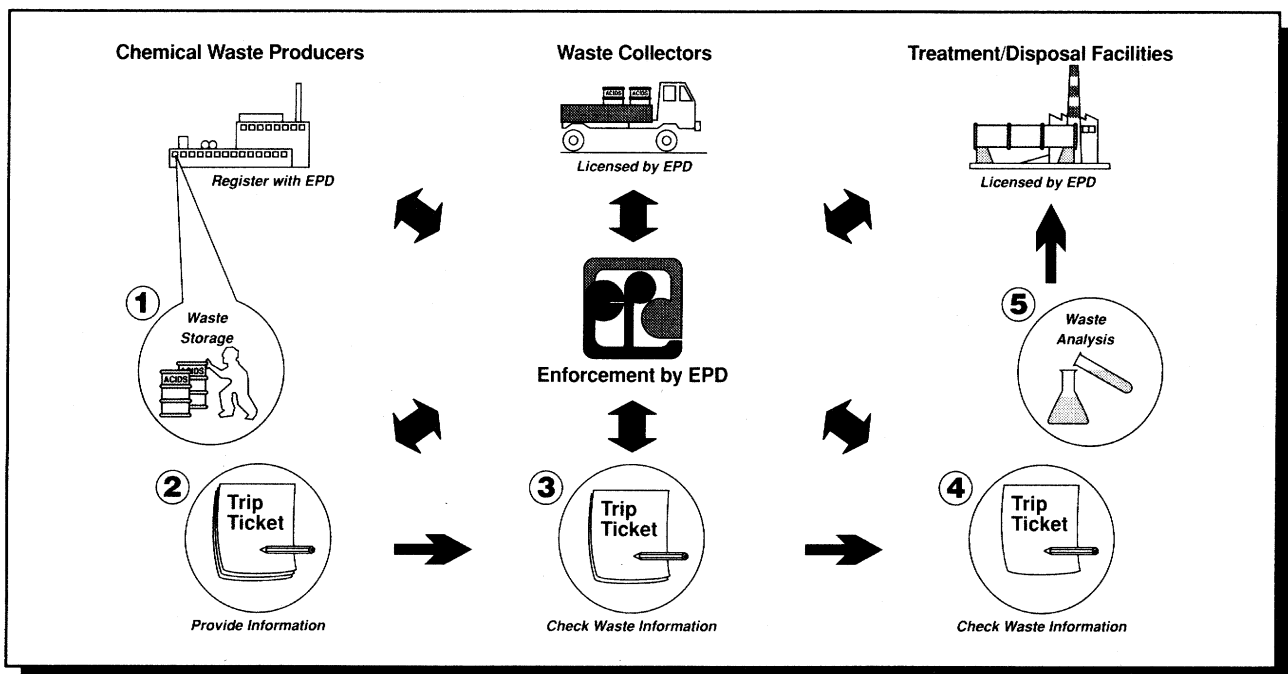 Chemical Waste Producers
Waste Collectors
Treatment/Disposal Facilities
ACIDS ACIDS
Register with EPD
Licensed by EPD
Licensed by EPD
1
Waste
Storage
ACIDS
ACIDS
Enforcement by EPD
5
Waste
Analysis
2
Trip
Ticket
Provide Information
3
Trip
Ticket
Check Waste Information
4
Trip
Ticket
Check Waste Information